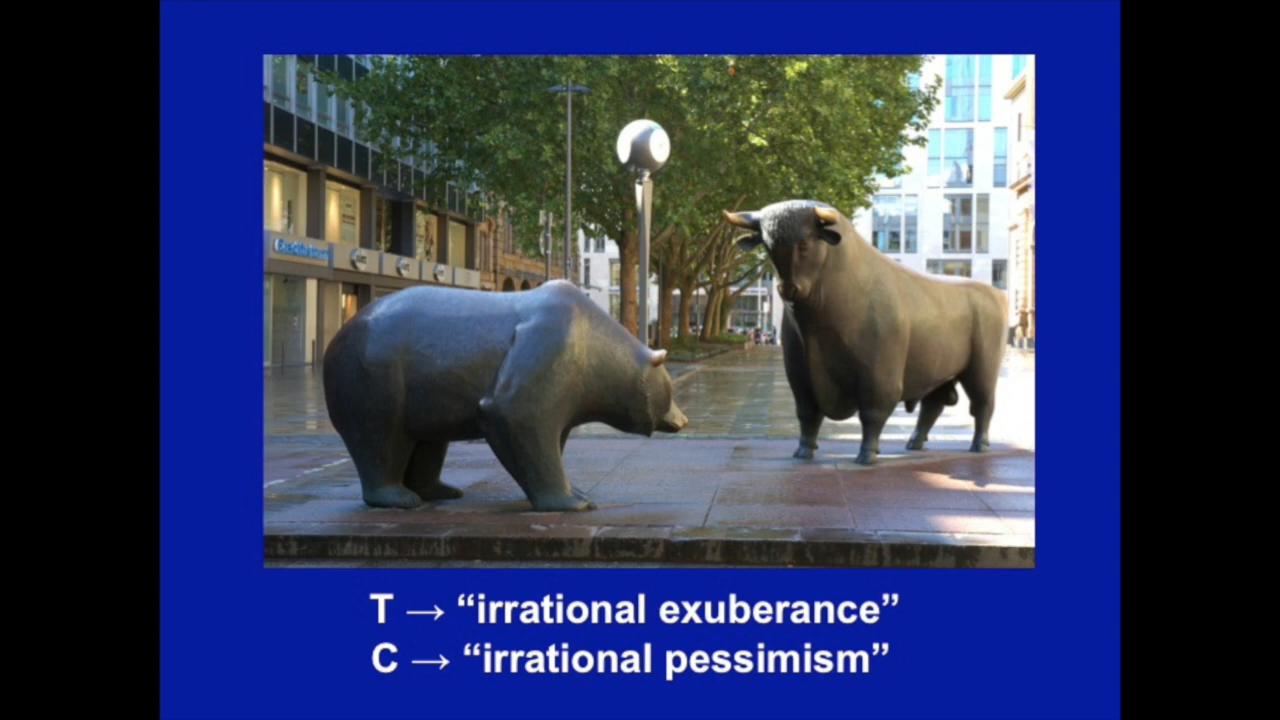 T → “irrational exuberance”
C → “irrational pessimism”